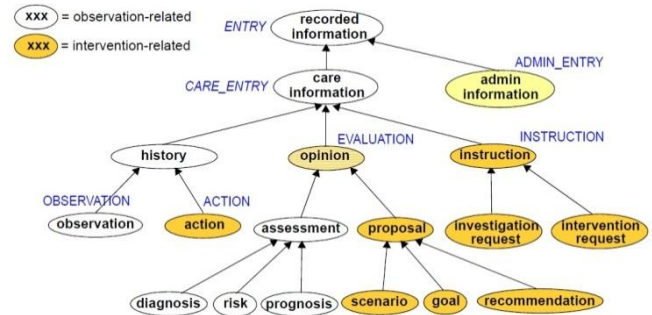 xxx = observation-related
xxx = intervention-related
ENTRY
recorded
information
ADMIN_ENTRY
CARE_ENTRY
care
information
admin
information
EVALUATION
INSTRUCTION
history
opinion
instruction
OBSERVATION
ACTION
observation
action
assessment
proposal
investigation
request
intervention
request
diagnosis
risk
prognosis
scenario
goal
recommendation